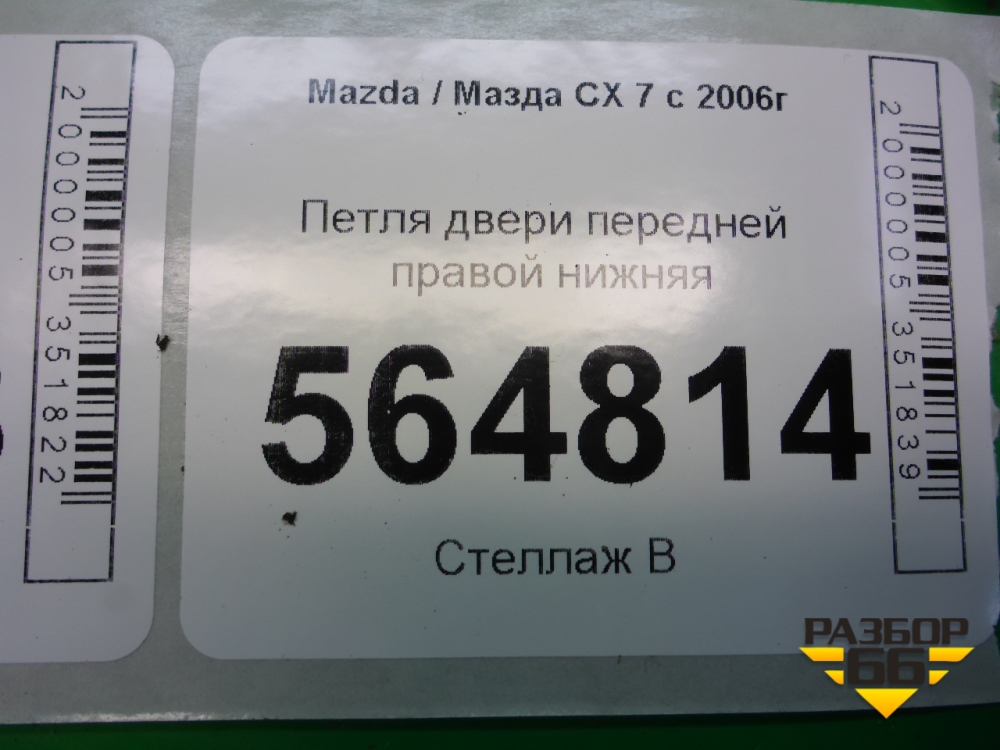 2000005351822
Mazda / Мазда CX 7 с 2006г
Петля двери передней
правой нижняя
564814
Стеллаж В
2000005351839
РАЗБОР
66